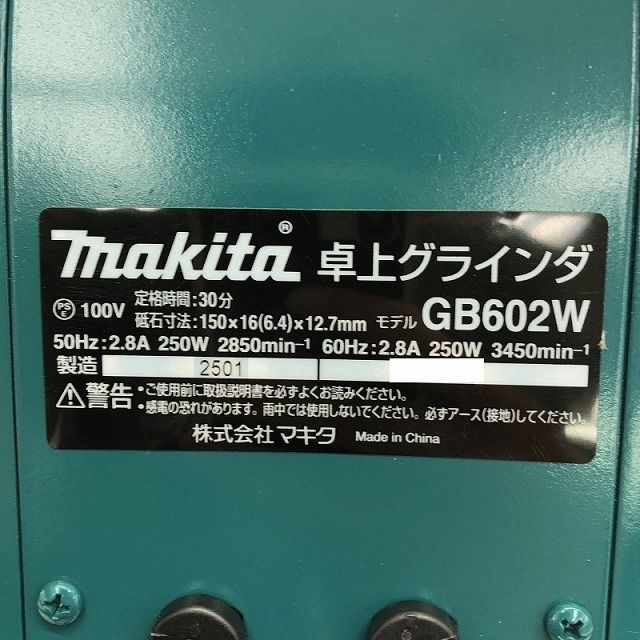 makita® 卓上グラインダ
PSE 100V 定格時間:30分
砥石寸法:150×16(6.4)×12.7mm モデル GB602W
50Hz:2.8A 250W 2850min⁻¹ 60Hz:2.8A 250W 3450min⁻¹
製造 2501
⚠警告 •ご使用前に取扱説明書を必ずよくお読みください。
•感電の恐れがあります。雨中では使用しないでください。必ずアース(接地)してください。
株式会社マキタ Made in China